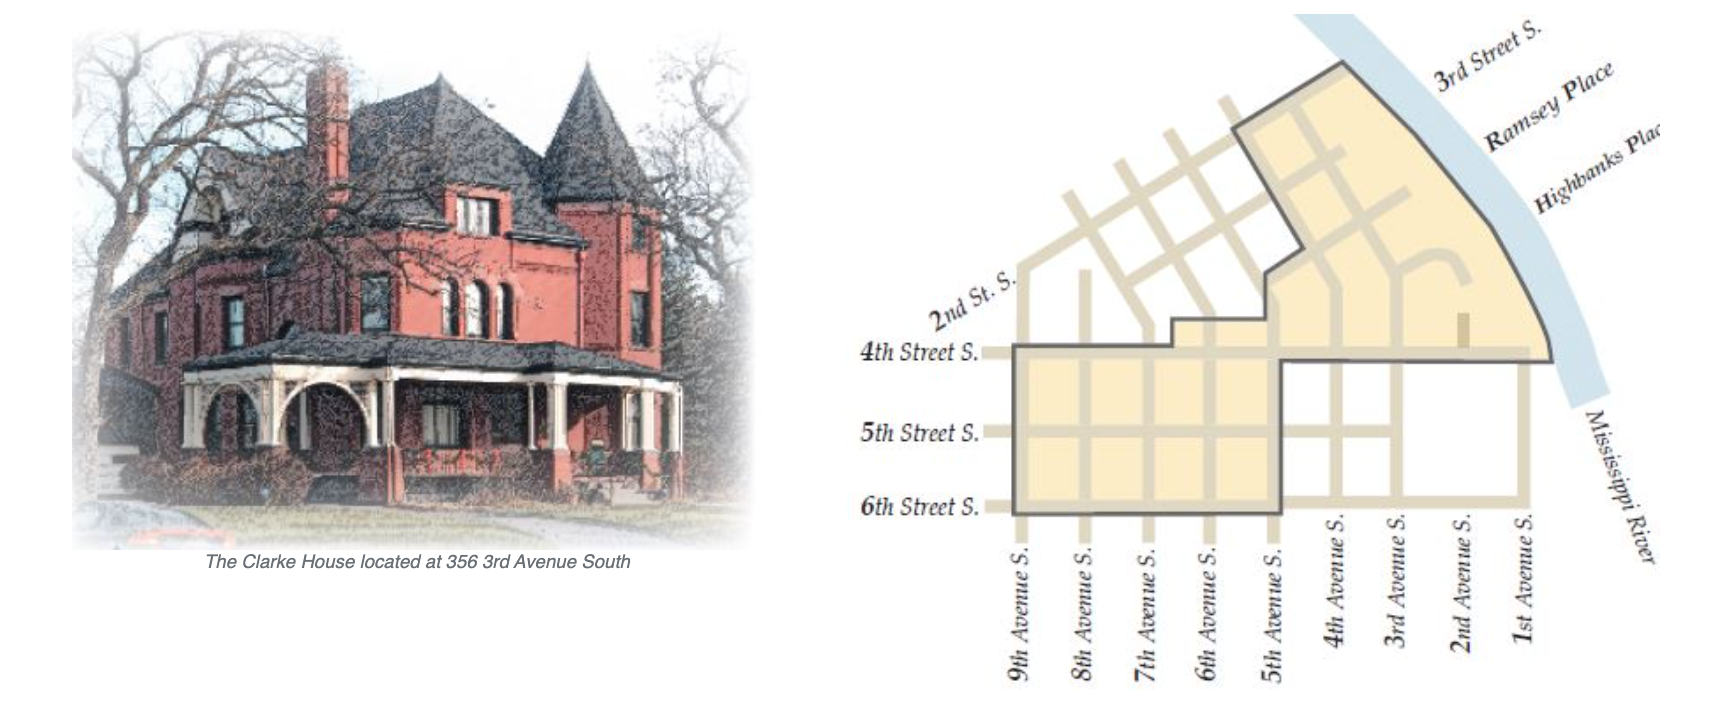 The Clarke House located at 356 3rd Avenue South
3rd Street S.
Ramsey Place
Highbanks Plac
2nd St. S.
4th Street S.
5th Street S.
6th Street S.
Mississippi River
9th Avenue S.
8th Avenue S.
7th Avenue S.
6th Avenue S.
5th Avenue S.
4th Avenue S.
3rd Avenue S.
2nd Avenue S.
1st Avenue S.